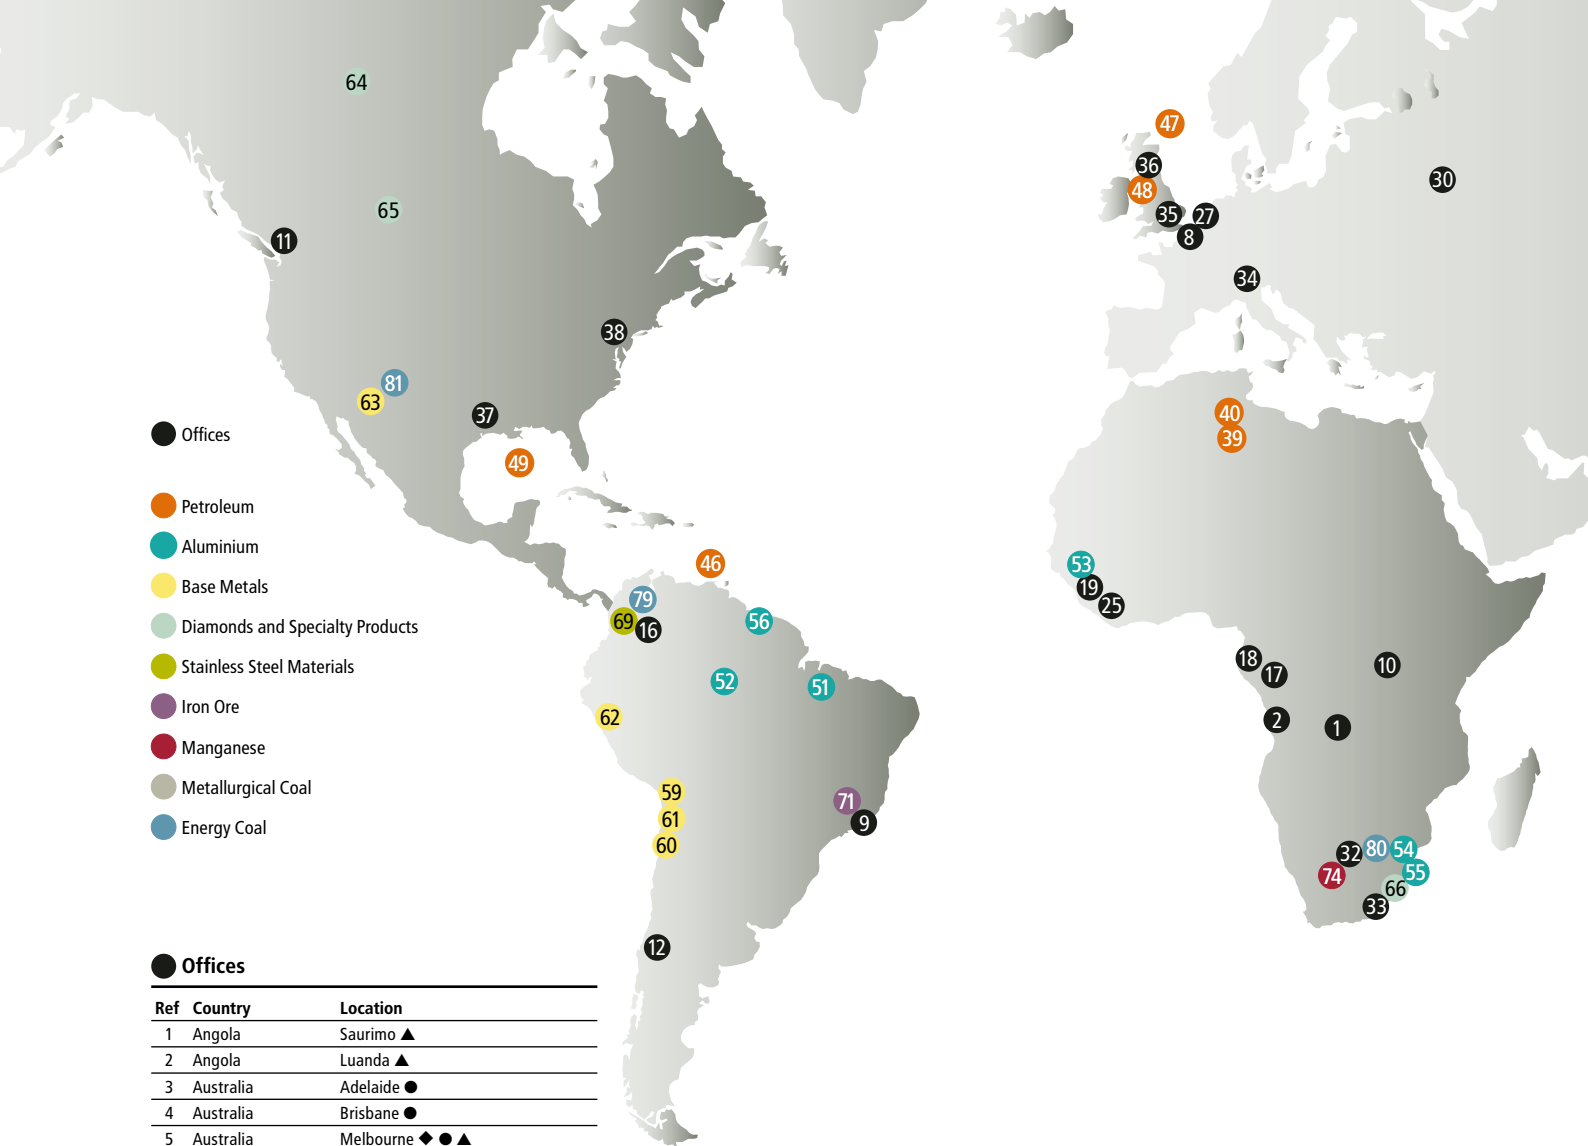 64
47
36
30
48
65
35 27
11
8
34
38
81
63
40
37
39
Offices
49
Petroleum
46
53
Aluminium
19
Base Metals
79
25
69
16
56
Diamonds and Specialty Products
18
10
Stainless Steel Materials
17
52
51
Iron Ore
62
2
1
Manganese
Metallurgical Coal
59
71
61
9
Energy Coal
60
32 80 54
74
55
66
33
12
Offices
Ref Country Location
1 Angola Saurimo ▲
2 Angola Luanda ▲
3 Australia Adelaide ●
4 Australia Brisbane ●
5 Australia Melbourne ◆ ● ▲